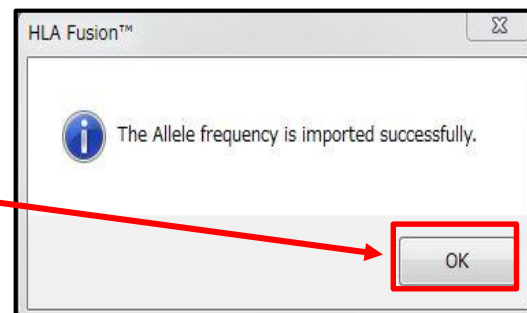 HLA Fusion™
The Allele frequency is imported successfully.
OK